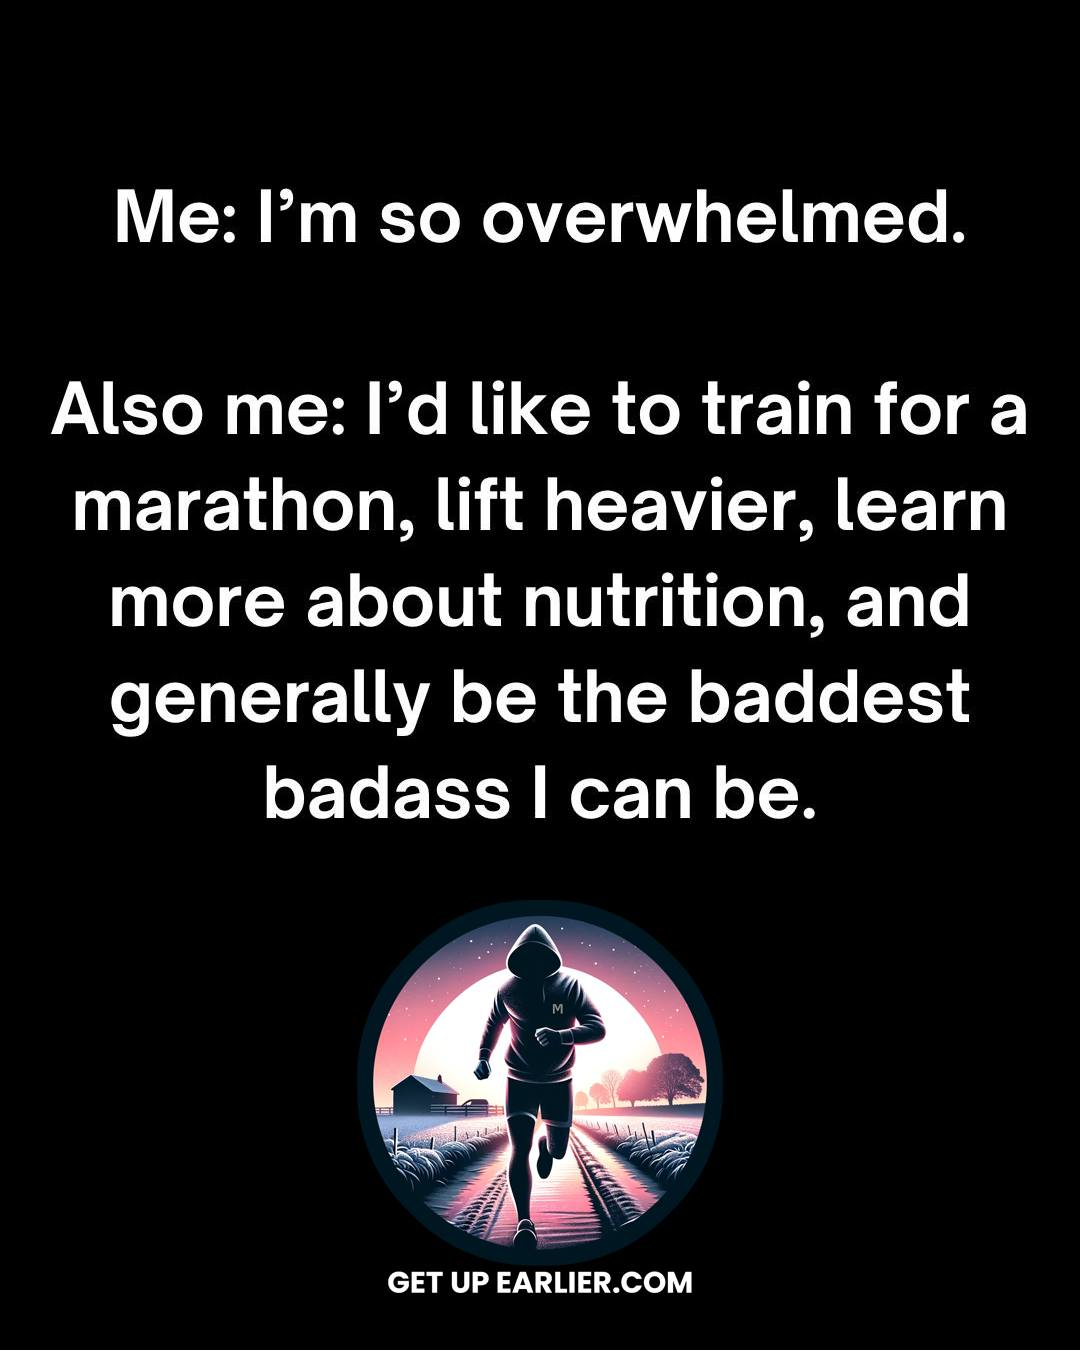 Me: I’m so overwhelmed.
Also me: I’d like to train for a
marathon, lift heavier, learn
more about nutrition, and
generally be the baddest
badass I can be.
M
GET UP EARLIER.COM